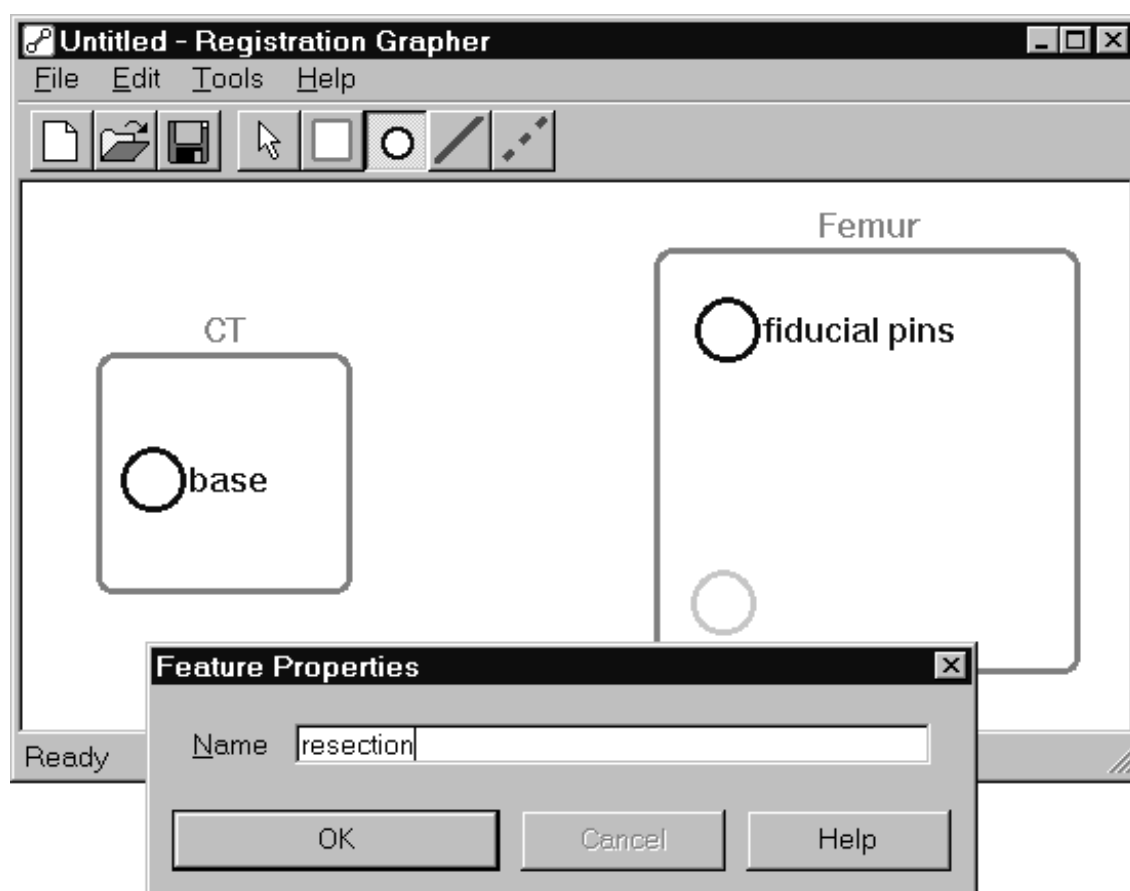 Untitled - Registration Grapher
File Edit Tools Help
Femur
fiducial pins
CT
base
Feature Properties
Name resection
Ready
OK Cancel Help